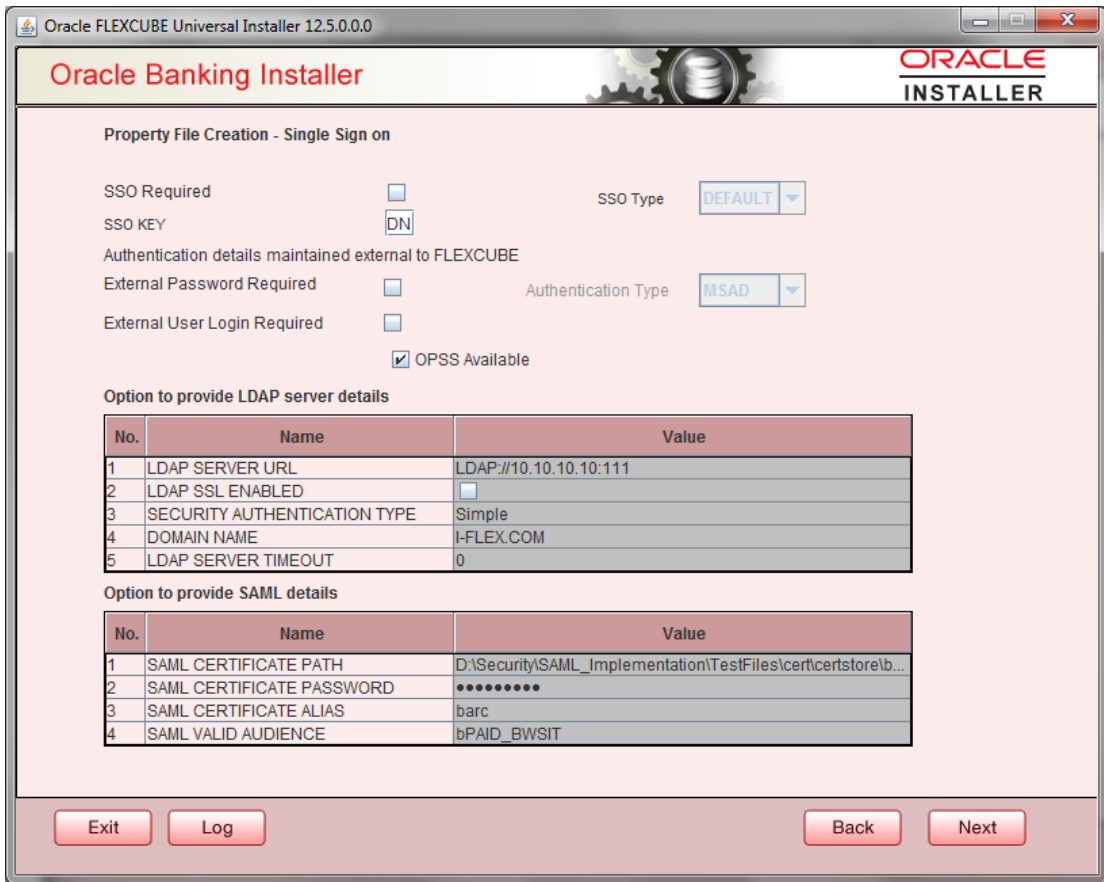 Oracle FLEXCUBE Universal Installer 12.5.0.0.0
Oracle Banking Installer
ORACLE
INSTALLER
Property File Creation - Single Sign on
SSO Required
SSO Type DEFAULT
SSO KEY DN
Authentication details maintained external to FLEXCUBE
External Password Required Authentication Type MSAD
External User Login Required
OPSS Available
Option to provide LDAP server details
No. Name Value
1 LDAP SERVER URL LDAP://10.10.10.10:111
2 LDAP SSL ENABLED
3 SECURITY AUTHENTICATION TYPE Simple
4 DOMAIN NAME I-FLEX.COM
5 LDAP SERVER TIMEOUT 0
Option to provide SAML details
No. Name Value
1 SAML CERTIFICATE PATH D:\Security\SAML_Implementation\TestFiles\cert\certstore\b...
2 SAML CERTIFICATE PASSWORD •••••••••
3 SAML CERTIFICATE ALIAS barc
4 SAML VALID AUDIENCE bPAID_BWSIT
Exit Log Back Next